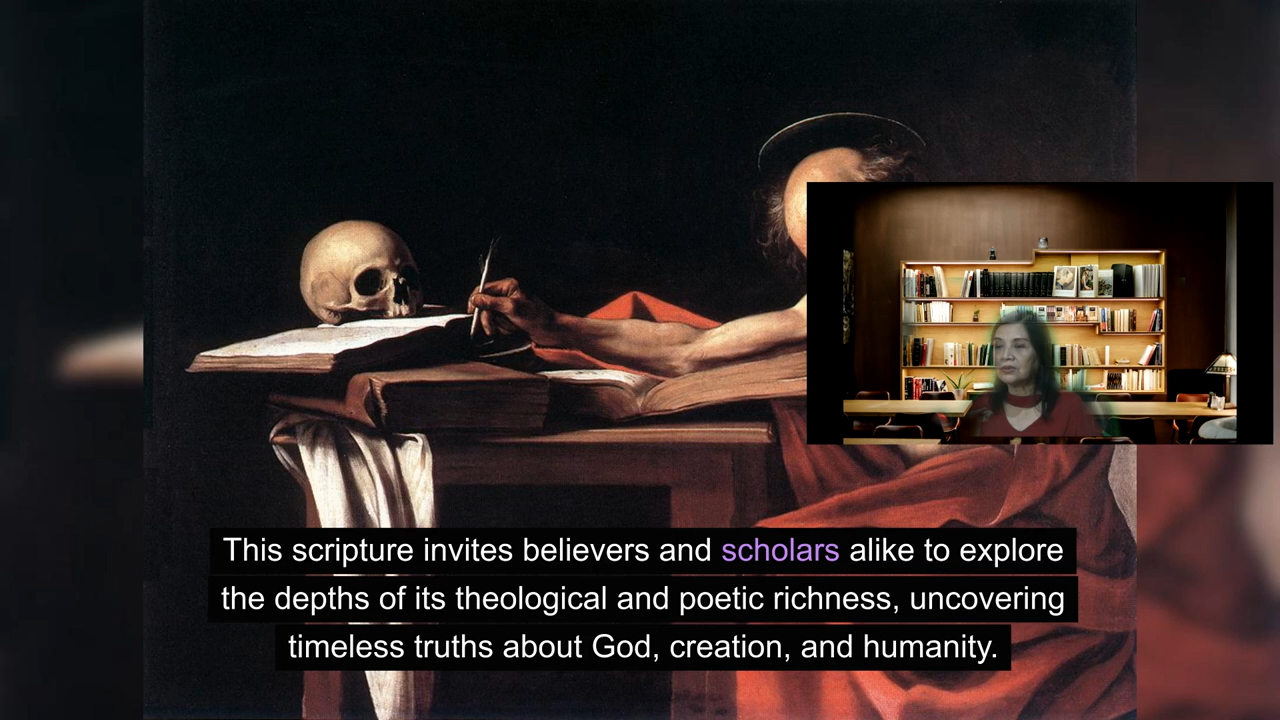 This scripture invites believers and scholars alike to explore
the depths of its theological and poetic richness, uncovering
timeless truths about God, creation, and humanity.